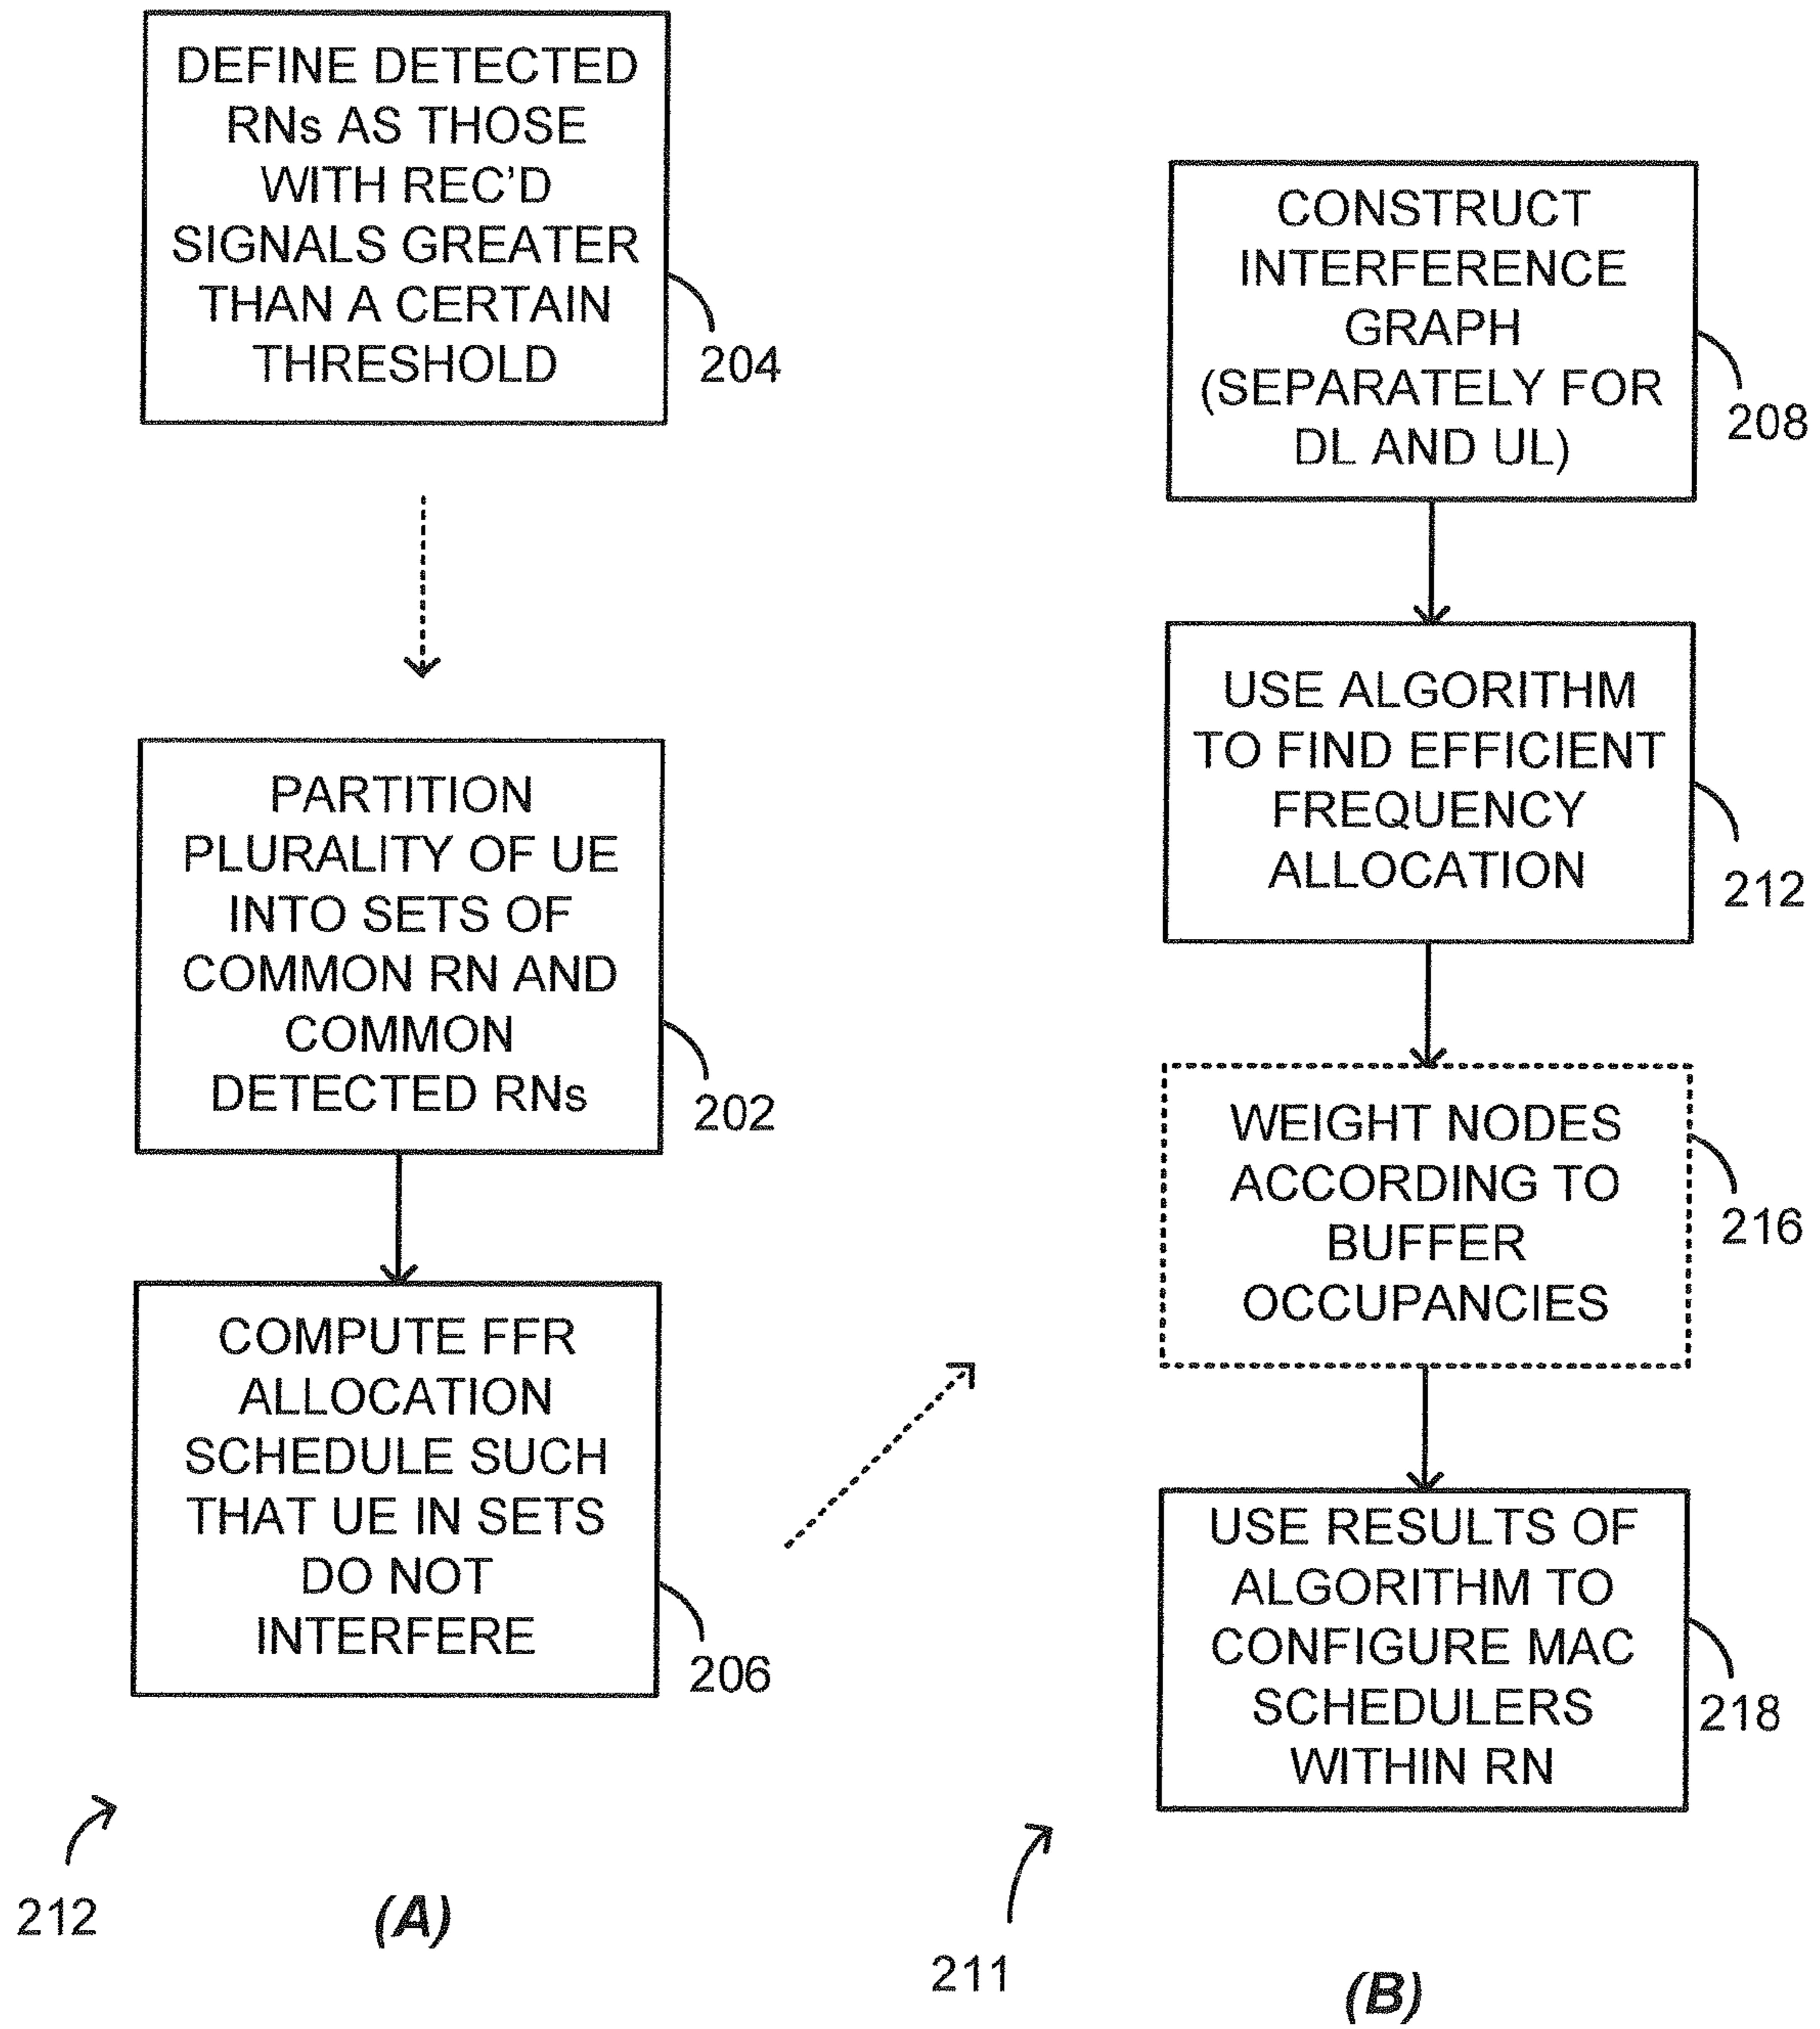 DEFINE DETECTED
RNs AS THOSE
WITH REC'D
SIGNALS GREATER
THAN A CERTAIN
THRESHOLD
204
PARTITION
PLURALITY OF UE
INTO SETS OF
COMMON RN AND
COMMON
DETECTED RNs
202
COMPUTE FFR
ALLOCATION
SCHEDULE SUCH
THAT UE IN SETS
DO NOT
INTERFERE
206
212
(A)
CONSTRUCT
INTERFERENCE
GRAPH
(SEPARATELY FOR
DL AND UL)
208
USE ALGORITHM
TO FIND EFFICIENT
FREQUENCY
ALLOCATION
212
WEIGHT NODES
ACCORDING TO
BUFFER
OCCUPANCIES
216
USE RESULTS OF
ALGORITHM TO
CONFIGURE MAC
SCHEDULERS
WITHIN RN
218
211
(B)